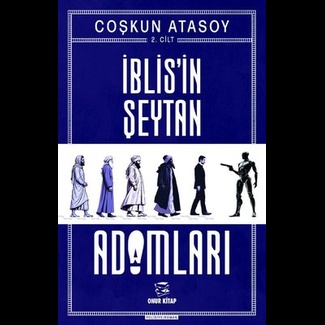 COŞKUN ATASOY
2. CİLT
İBLİS'İN
ŞEYTAN
ADAMLARI
ONUR KİTAP